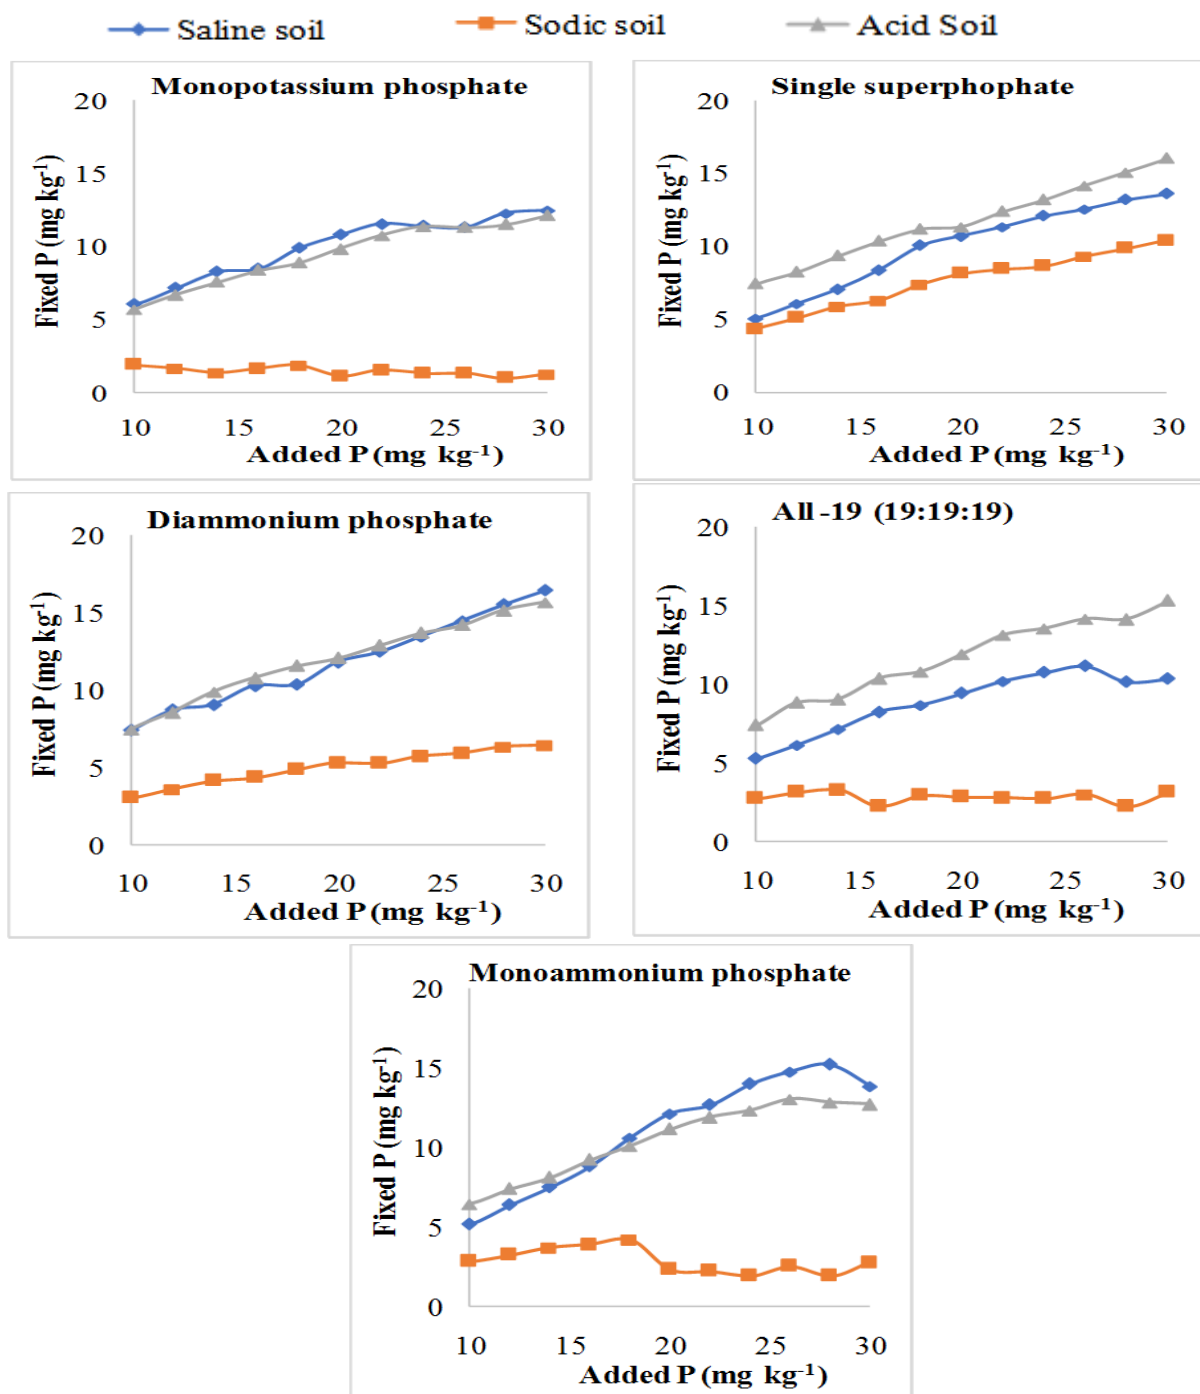 Saline soil Sodic soil Acid Soil
Monopotassium phosphate
Fixed P (mg kg⁻¹)
20
15
10
5
0
10 15 20 25 30
Added P (mg kg⁻¹)
Single superphophate
Fixed P (mg kg⁻¹)
20
15
10
5
0
10 15 20 25 30
Added P (mg kg⁻¹)
Diammonium phosphate
Fixed P (mg kg⁻¹)
20
15
10
5
0
10 15 20 25 30
Added P (mg kg⁻¹)
All -19 (19:19:19)
Fixed P (mg kg⁻¹)
20
15
10
5
0
10 15 20 25 30
Added P (mg kg⁻¹)
Monoammonium phosphate
Fixed P (mg kg⁻¹)
20
15
10
5
0
10 15 20 25 30
Added P (mg kg⁻¹)